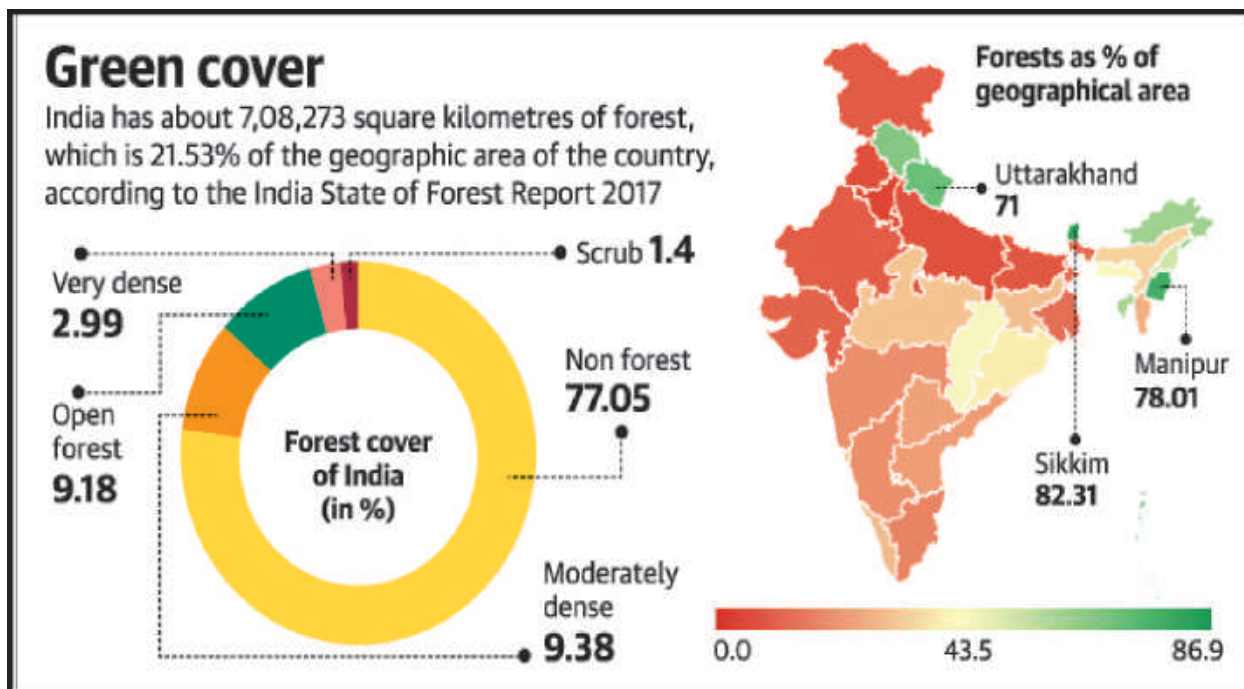 Green cover
India has about 7,08,273 square kilometres of forest,
which is 21.53% of the geographic area of the country,
according to the India State of Forest Report 2017
Very dense
2.99
Scrub 1.4
Open
forest
9.18
Non forest
77.05
Forest cover
of India
(in %)
Moderately
dense
9.38
Forests as % of
geographical area
Uttarakhand
71
Manipur
78.01
Sikkim
82.31
0.0
43.5
86.9